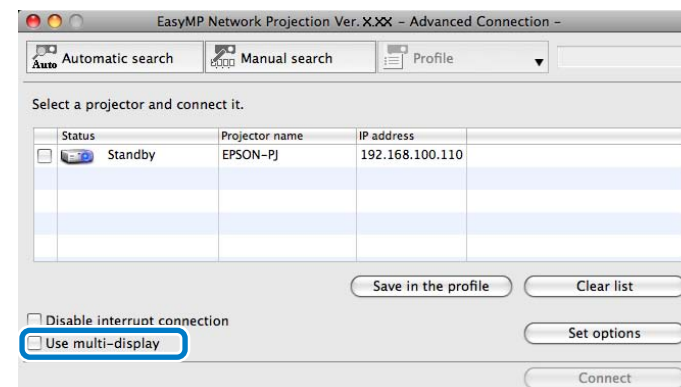 EasyMP Network Projection Ver. X.XX – Advanced Connection –
Auto Automatic search Manual search Profile
Select a projector and connect it.
Status Projector name IP address
Standby EPSON-PJ 192.168.100.110
Save in the profile Clear list
Disable interrupt connection
Use multi-display Set options
Connect